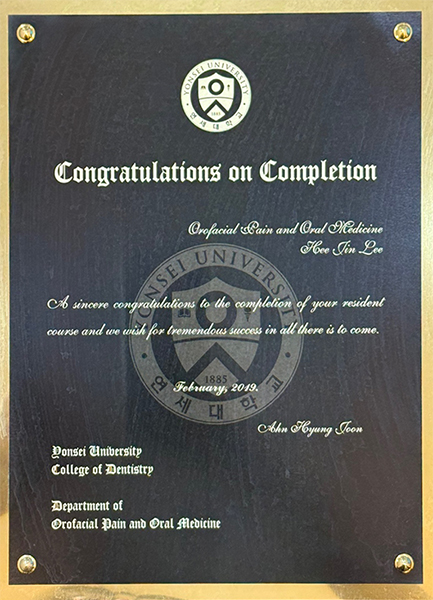 YONSEI UNIVERSITY
1885
연세대학교
Congratulations on Completion
Orofacial Pain and Oral Medicine
Hee Jin Lee
YONSEI UNIVERSITY
A sincere congratulations to the completion of your resident
course and we wish for tremendous success in all there is to come.
1885
연세대학교
February, 2019.
Ahn Hyung Joon
Yonsei University
College of Dentistry
Department of
Orofacial Pain and Oral Medicine